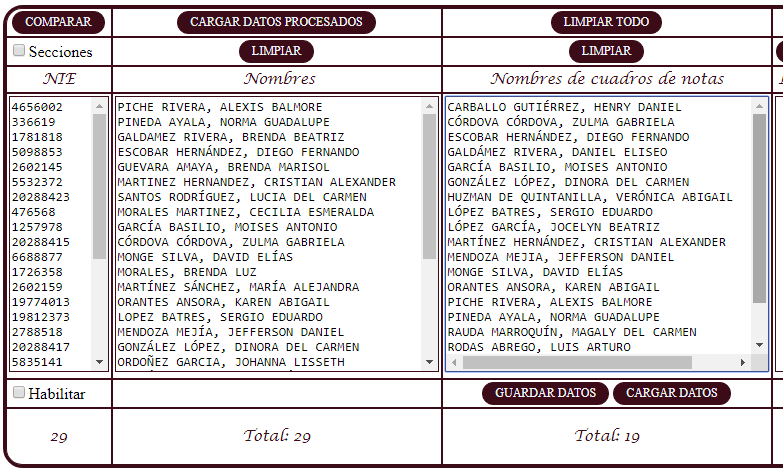 COMPARAR CARGAR DATOS PROCESADOS LIMPIAR TODO
Secciones LIMPIAR LIMPIAR
NIE Nombres Nombres de cuadros de notas
4656002 PICHE RIVERA, ALEXIS BALMORE CARBALLO GUTIÉRREZ, HENRY DANIEL
336619 PINEDA AYALA, NORMA GUADALUPE CÓRDOVA CÓRDOVA, ZULMA GABRIELA
1781818 GALDAMEZ RIVERA, BRENDA BEATRIZ ESCOBAR HERNÁNDEZ, DIEGO FERNANDO
5098853 ESCOBAR HERNÁNDEZ, DIEGO FERNANDO GALDÁMEZ RIVERA, DANIEL ELISEO
2602145 GUEVARA AMAYA, BRENDA MARISOL GARCÍA BASILIO, MOISES ANTONIO
5532372 MARTINEZ HERNANDEZ, CRISTIAN ALEXANDER GONZÁLEZ LÓPEZ, DINORA DEL CARMEN
20288423 SANTOS RODRÍGUEZ, LUCIA DEL CARMEN HUZMAN DE QUINTANILLA, VERÓNICA ABIGAIL
476568 MORALES MARTINEZ, CECILIA ESMERALDA LÓPEZ BATRES, SERGIO EDUARDO
1257978 GARCÍA BASILIO, MOISES ANTONIO LÓPEZ GARCÍA, JOCELYN BEATRIZ
20288415 CÓRDOVA CÓRDOVA, ZULMA GABRIELA MARTÍNEZ HERNÁNDEZ, CRISTIAN ALEXANDER
6688877 MONGE SILVA, DAVID ELÍAS MENDOZA MEJIA, JEFFERSON DANIEL
1726358 MORALES, BRENDA LUZ MONGE SILVA, DAVID ELÍAS
2602159 MARTÍNEZ SÁNCHEZ, MARÍA ALEJANDRA ORANTES ANSORA, KAREN ABIGAIL
19774013 ORANTES ANSORA, KAREN ABIGAIL PICHE RIVERA, ALEXIS BALMORE
19812373 LOPEZ BATRES, SERGIO EDUARDO PINEDA AYALA, NORMA GUADALUPE
2788518 MENDOZA MEJÍA, JEFFERSON DANIEL RAUDA MARROQUÍN, MAGALY DEL CARMEN
20288417 GONZÁLEZ LÓPEZ, DINORA DEL CARMEN RODAS ABREGO, LUIS ARTURO
5835141 ORDOÑEZ GARCIA, JOHANNA LISSETH
Habilitar GUARDAR DATOS CARGAR DATOS
29 Total: 29 Total: 19